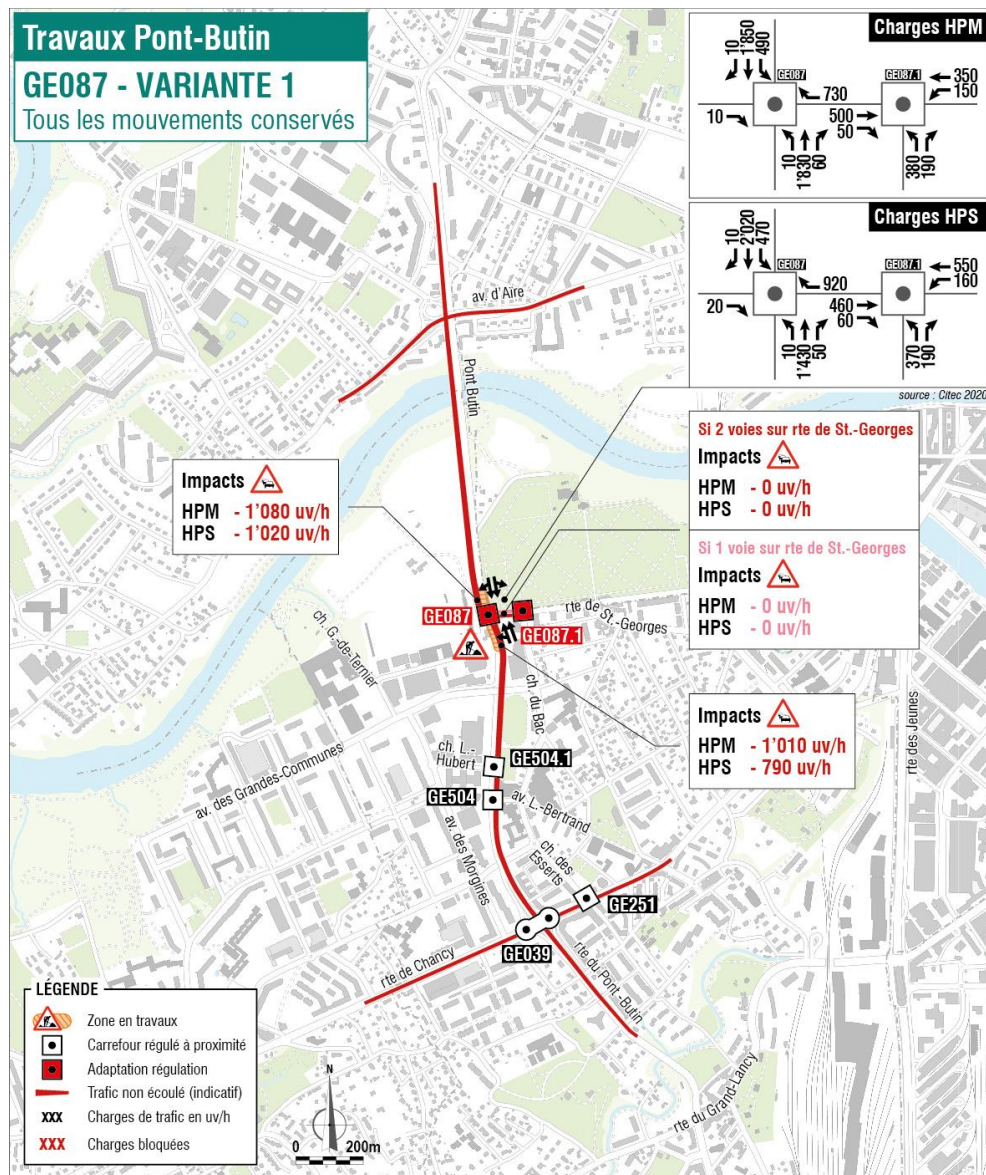 Travaux Pont-Butin
GE087 - VARIANTE 1
Tous les mouvements conservés
Charges HPM
10
1'850
490
GE087
730
10
10
1'830
60
GE087.1
350
150
500
50
380
190
Charges HPS
10
2'020
470
GE087
920
20
10
1'430
50
GE087.1
550
160
460
60
370
190
source : Citec 2020
av. d'Aïre
Pont Butin
Si 2 voies sur rte de St.-Georges
Impacts
HPM - 0 uv/h
HPS - 0 uv/h
Impacts
HPM - 1'080 uv/h
HPS - 1'020 uv/h
Si 1 voie sur rte de St.-Georges
Impacts
HPM - 0 uv/h
HPS - 0 uv/h
GE087
GE087.1
rte de St.-Georges
ch. G.-de-Ternier
ch. du Bac
rte des Jeunes
Impacts
HPM - 1'010 uv/h
HPS - 790 uv/h
ch. L.-
Hubert
GE504.1
av. des Grandes-Communes
GE504
av. L.-Bertrand
av. des Morgines
ch. des
Esserts
GE251
GE039
rte de Chancy
rte du Pont -Butin
rte du Grand-Lancy
LÉGENDE
Zone en travaux
Carrefour régulé à proximité
Adaptation régulation
Trafic non écoulé (indicatif)
XXX Charges de trafic en uv/h
XXX Charges bloquées
N
0 200m